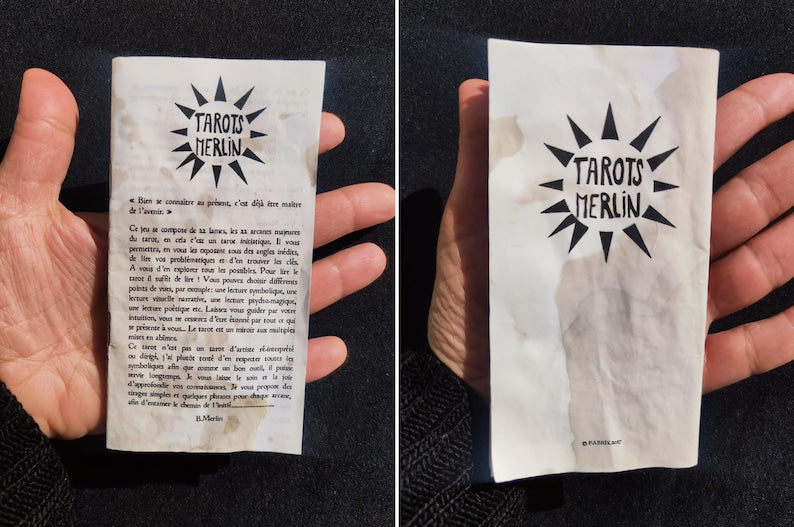 TAROTS
MERLIN
« Bien se connaître au présent, c'est déjà être maître
de l'avenir. »
Ce jeu se compose de 22 lames, les 22 arcanes majeures
du tarot, en cela c'est un tarot initiatique. Il vous
permettra, en vous les exposant sous des angles inédits,
de lire vos problématiques et d'en trouver les clés.
A vous d'en explorer tous les possibles. Pour lire le
tarot il suffit de lire ! Vous pouvez choisir différents
points de vues, par exemple: une lecture symbolique, une
lecture visuelle narrative, une lecture psycho-magique,
une lecture poètique etc. Laissez vous guider par votre
intuition, vous ne cesserez d'être étonné par tout ce qui
se présente à vous... Le tarot est un miroir aux multiples
mises en abîmes.
Ce tarot n'est pas un tarot d'artiste ré-interprété
ou dirigé, j'ai plutôt tenté d'en respecter toutes les
symboliques afin que comme un bon outil, il puisse
servir longtemps. Je vous laisse le soin et la joie
d'approfondir vos connaissances. Je vous propose des
tirages simples et quelques phrases pour chaque arcane,
afin d'entamer le chemin de l'initié
B.Merlin
TAROTS
MERLIN